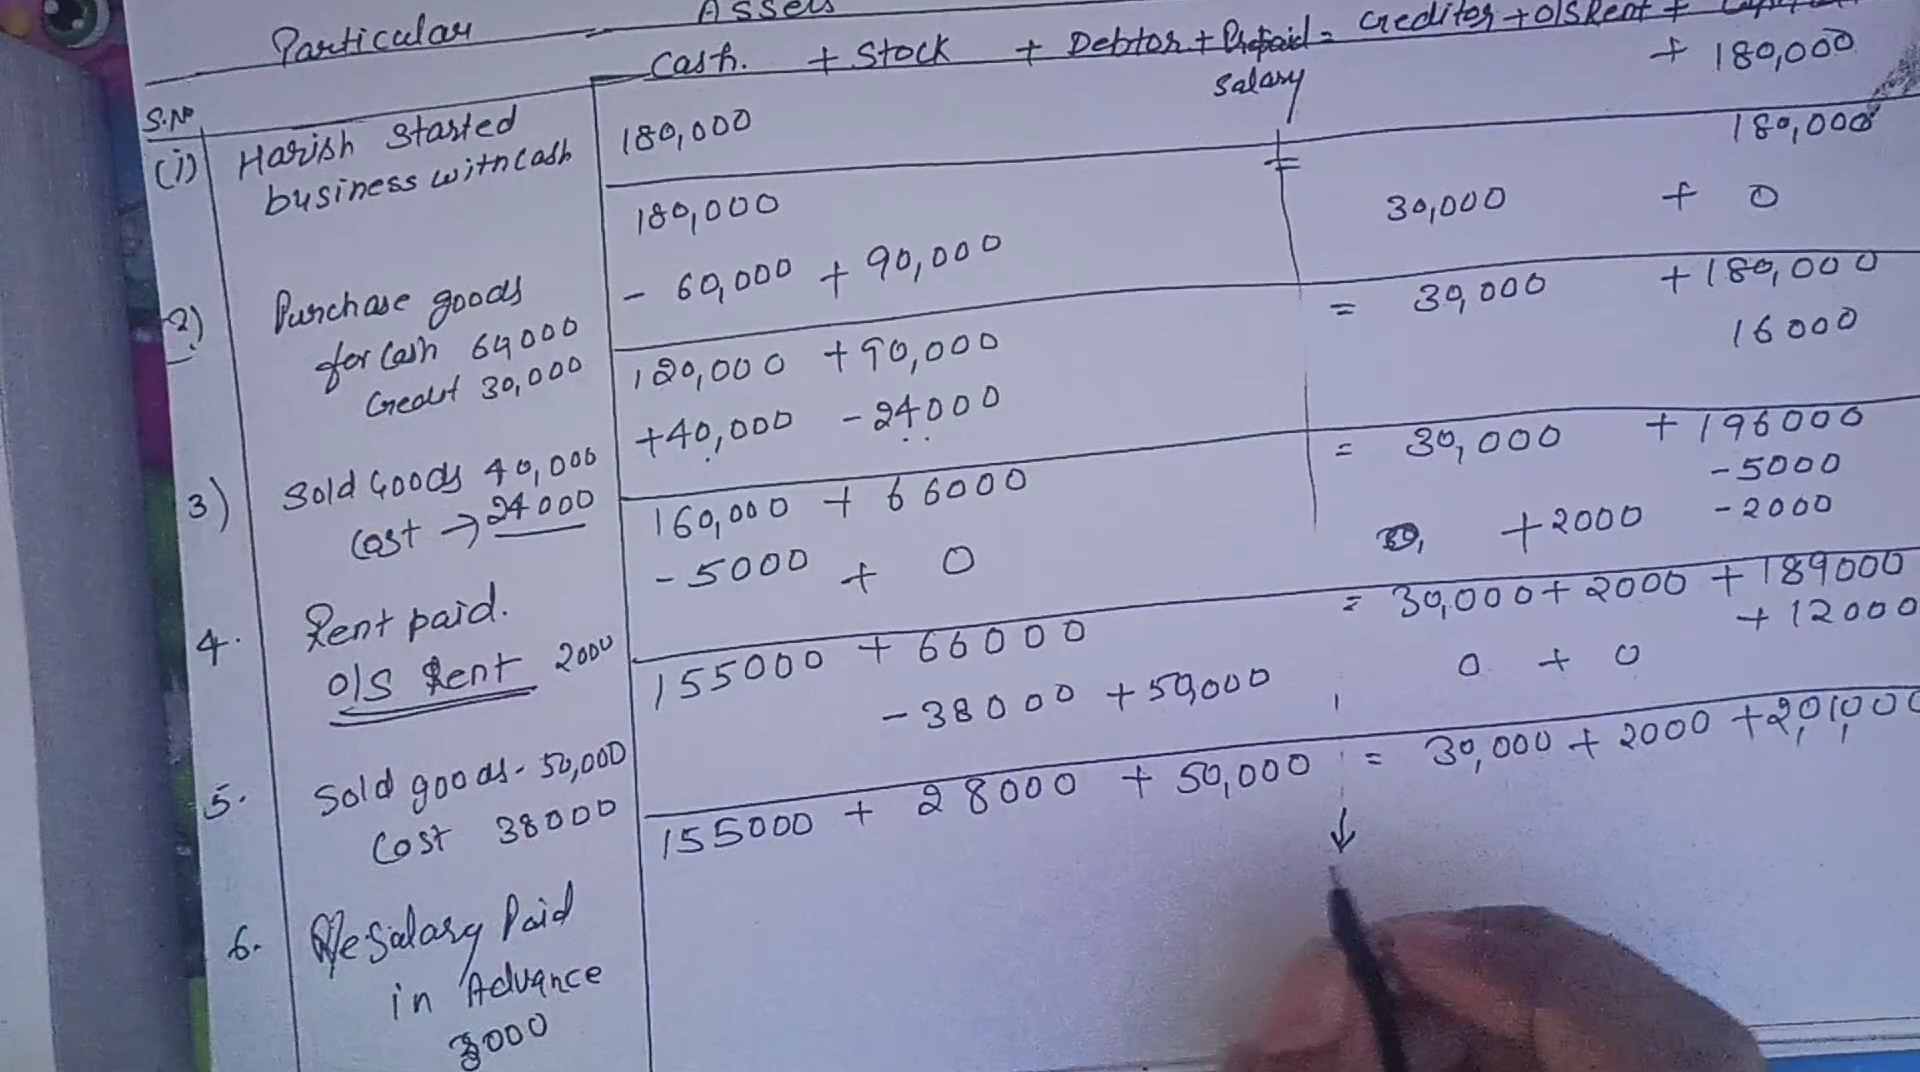 Particular = Assets
Cash. + Stock + Debtor + Prepaid = Creditor + O/S Rent +
Salary
S.No
(i) Harish Started business with cash
180,000 + 180,000
180,000 = 180,000
2) Purchase goods for Cash 60,000 Credit 30,000
- 60,000 + 90,000 30,000 + 0
120,000 + 90,000 = 30,000 + 180,000
3) Sold Goods 40,000 Cost → 24000
+40,000 - 24000 16000
160,000 + 66000 = 30,000 + 196000
4. Rent paid. O/S Rent 2000
- 5000 + 0 +2000 - 5000 - 2000
155000 + 66000 = 30,000 + 2000 + 189000
5. Sold goods - 50,000 Cost 38000
- 38000 + 50,000 0 + 0 + 12000
155000 + 28000 + 50,000 = 30,000 + 2000 + 2,01,000
6. Salary Paid in Advance